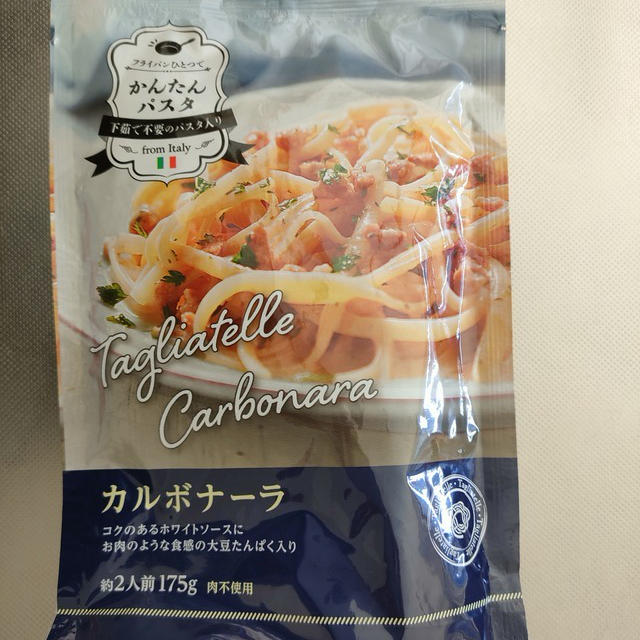 フライパンひとつで
かんたん
パスタ
下茹で不要のパスタ入り
from Italy
Tagliatelle
Carbonara
カルボナーラ
コクのあるホワイトソースに
お肉のような食感の大豆たんぱく入り
約2人前175g 肉不使用
Tagliatelle • Tagliatelle